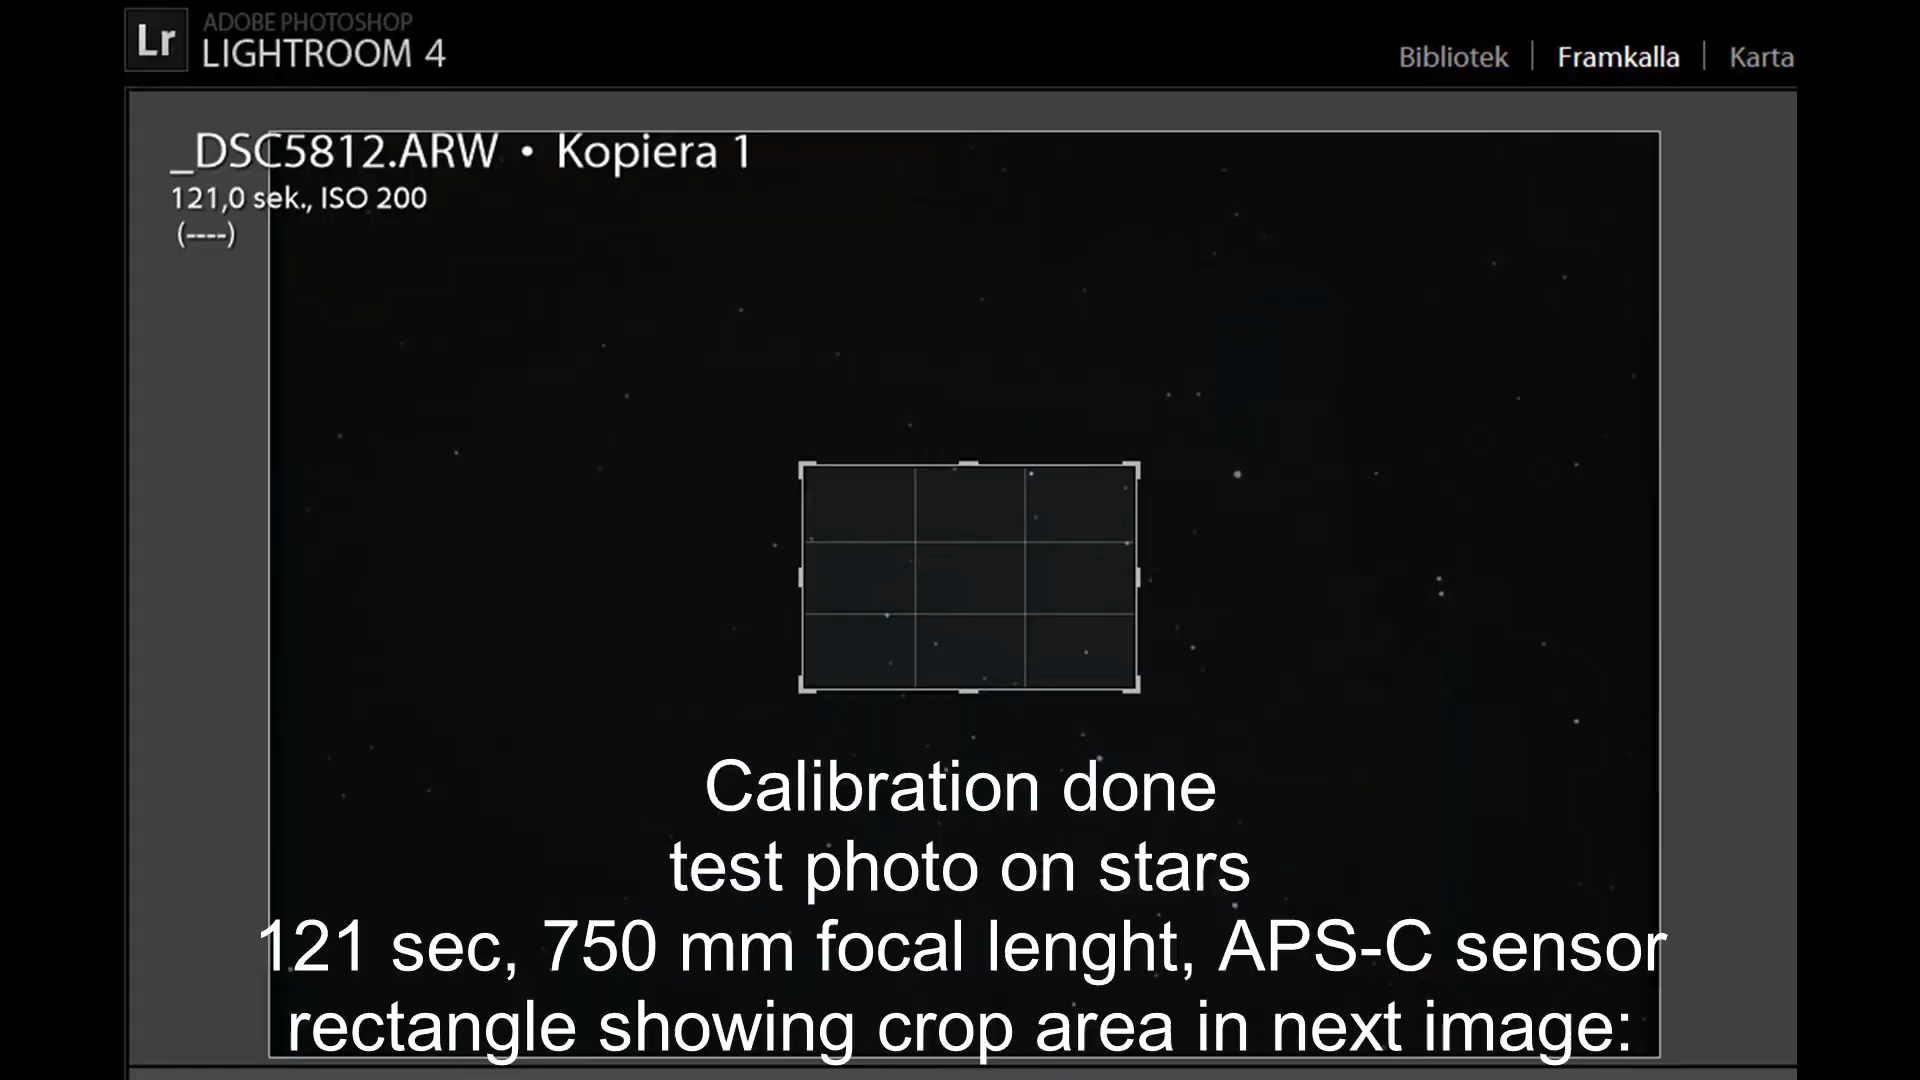 Lr
ADOBE PHOTOSHOP
LIGHTROOM 4
Bibliotek | Framkalla | Karta
_DSC5812.ARW • Kopiera 1
121,0 sek., ISO 200
(----)
Calibration done
test photo on stars
121 sec, 750 mm focal lenght, APS-C sensor
rectangle showing crop area in next image: